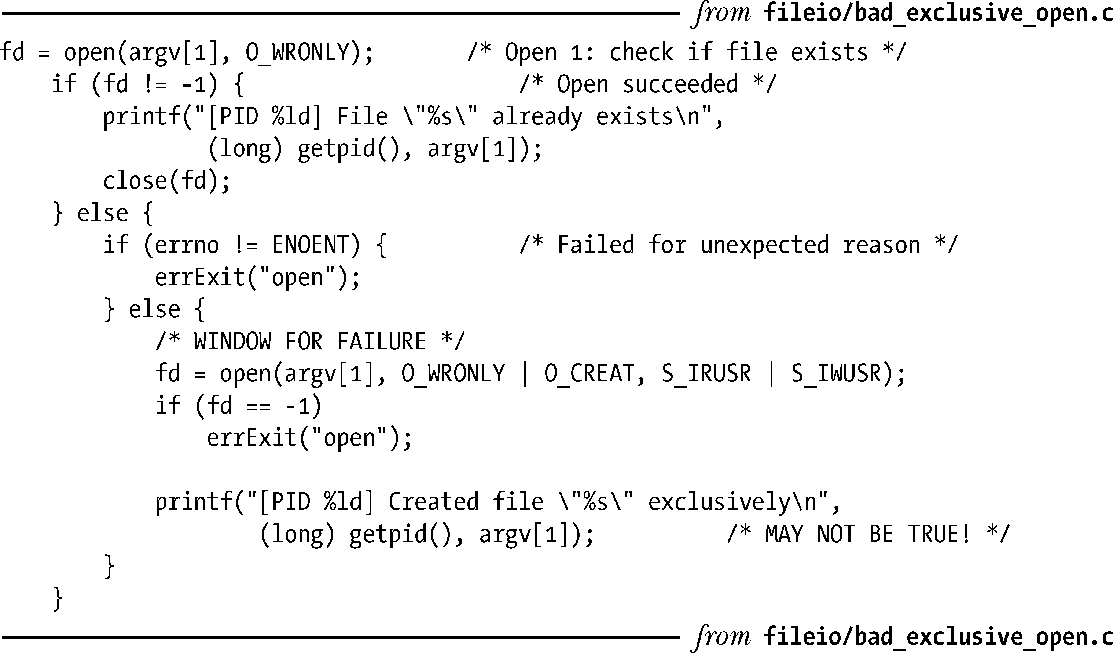 from fileio/bad_exclusive_open.c
fd = open(argv[1], O_WRONLY);       /* Open 1: check if file exists */
    if (fd != -1) {                     /* Open succeeded */
        printf("[PID %ld] File \"%s\" already exists\n",
                (long) getpid(), argv[1]);
        close(fd);
    } else {
        if (errno != ENOENT) {          /* Failed for unexpected reason */
            errExit("open");
        } else {
            /* WINDOW FOR FAILURE */
            fd = open(argv[1], O_WRONLY | O_CREAT, S_IRUSR | S_IWUSR);
            if (fd == -1)
                errExit("open");

            printf("[PID %ld] Created file \"%s\" exclusively\n",
                    (long) getpid(), argv[1]);          /* MAY NOT BE TRUE! */
        }
    }
from fileio/bad_exclusive_open.c